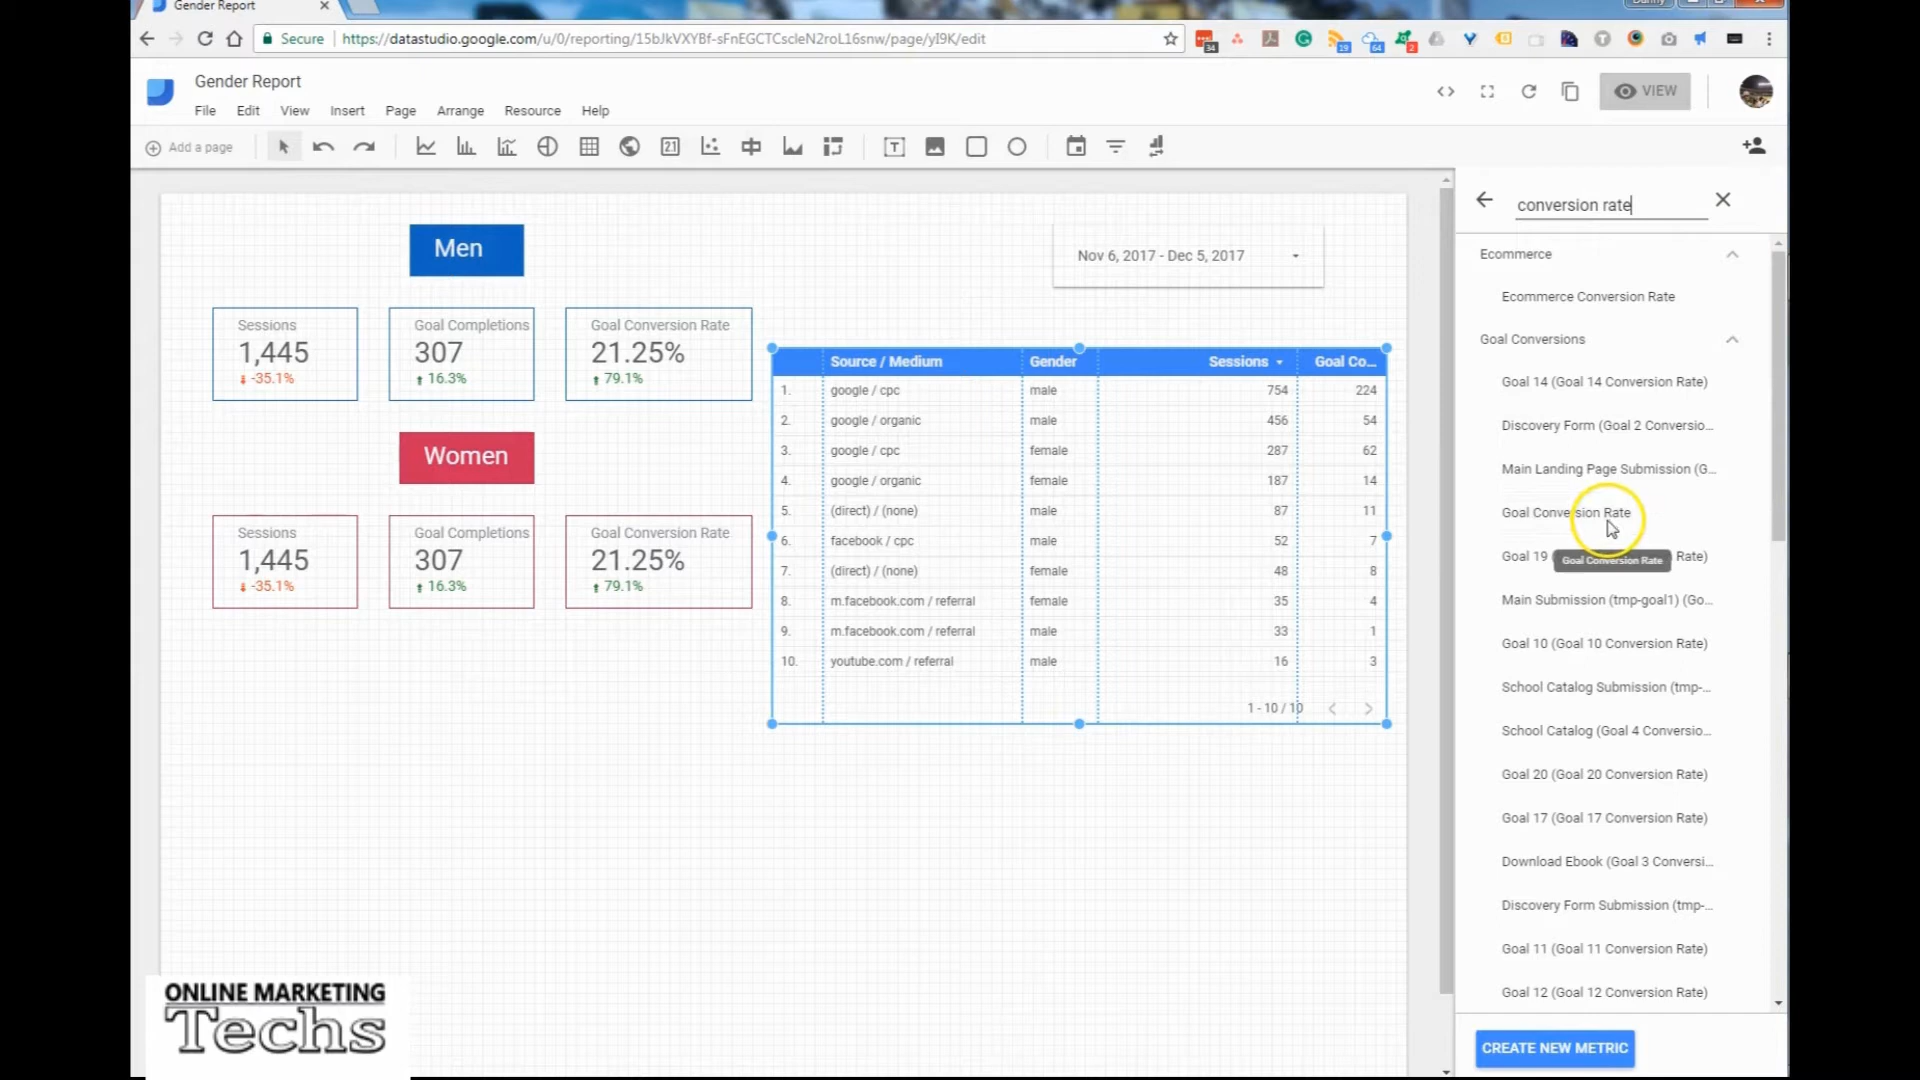 Gender Report
Danny
Secure
https://datastudio.google.com/u/0/reporting/15bJkVXYBf-sFnEGCTCscleN2roL16snw/page/yI9K/edit
34
19
64
2
Gender Report
File Edit View Insert Page Arrange Resource Help
VIEW
Add a page
21
T
conversion rate
Men
Nov 6, 2017 - Dec 5, 2017
Sessions
1,445
-35.1%
Goal Completions
307
16.3%
Goal Conversion Rate
21.25%
79.1%
Women
Sessions
1,445
-35.1%
Goal Completions
307
16.3%
Goal Conversion Rate
21.25%
79.1%
Source / Medium Gender Sessions Goal Co...
1. google / cpc male 754 224
2. google / organic male 456 54
3. google / cpc female 287 62
4. google / organic female 187 14
5. (direct) / (none) male 87 11
6. facebook / cpc male 52 7
7. (direct) / (none) female 48 8
8. m.facebook.com / referral female 35 4
9. m.facebook.com / referral male 33 1
10. youtube.com / referral male 16 3
1 - 10 / 10
Ecommerce
Ecommerce Conversion Rate
Goal Conversions
Goal 14 (Goal 14 Conversion Rate)
Discovery Form (Goal 2 Conversio...
Main Landing Page Submission (G...
Goal Conversion Rate
Goal 19 Rate)
Goal Conversion Rate
Main Submission (tmp-goal1) (Go...
Goal 10 (Goal 10 Conversion Rate)
School Catalog Submission (tmp-...
School Catalog (Goal 4 Conversio...
Goal 20 (Goal 20 Conversion Rate)
Goal 17 (Goal 17 Conversion Rate)
Download Ebook (Goal 3 Conversi...
Discovery Form Submission (tmp-...
Goal 11 (Goal 11 Conversion Rate)
Goal 12 (Goal 12 Conversion Rate)
CREATE NEW METRIC
ONLINE MARKETING
Techs